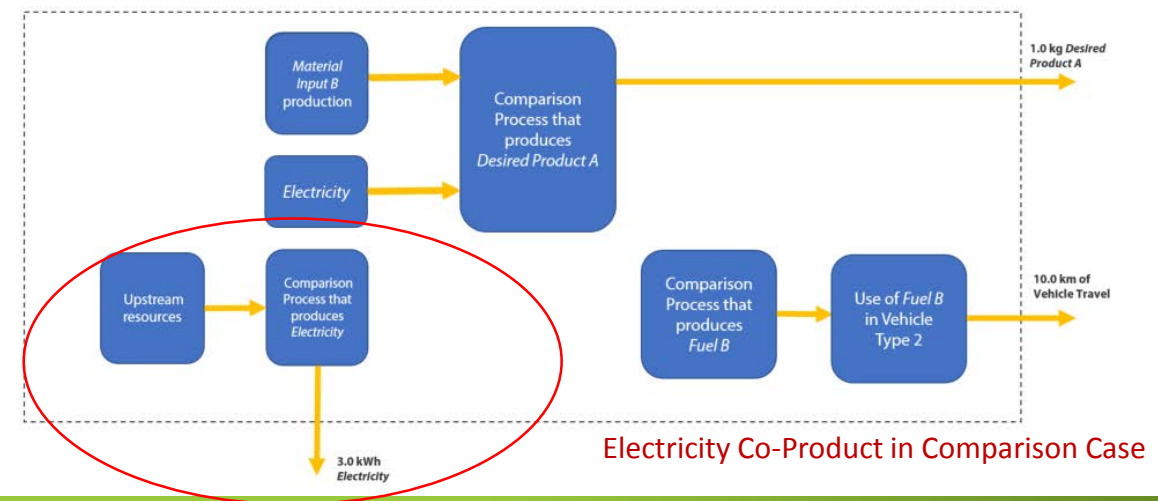 Material
Input B
production
Comparison
Process that
produces
Desired Product A
1.0 kg Desired
Product A
Electricity
Upstream
resources
Comparison
Process that
produces
Electricity
Comparison
Process that
produces
Fuel B
Use of Fuel B
in Vehicle
Type 2
10.0 km of
Vehicle Travel
3.0 kWh
Electricity
Electricity Co-Product in Comparison Case